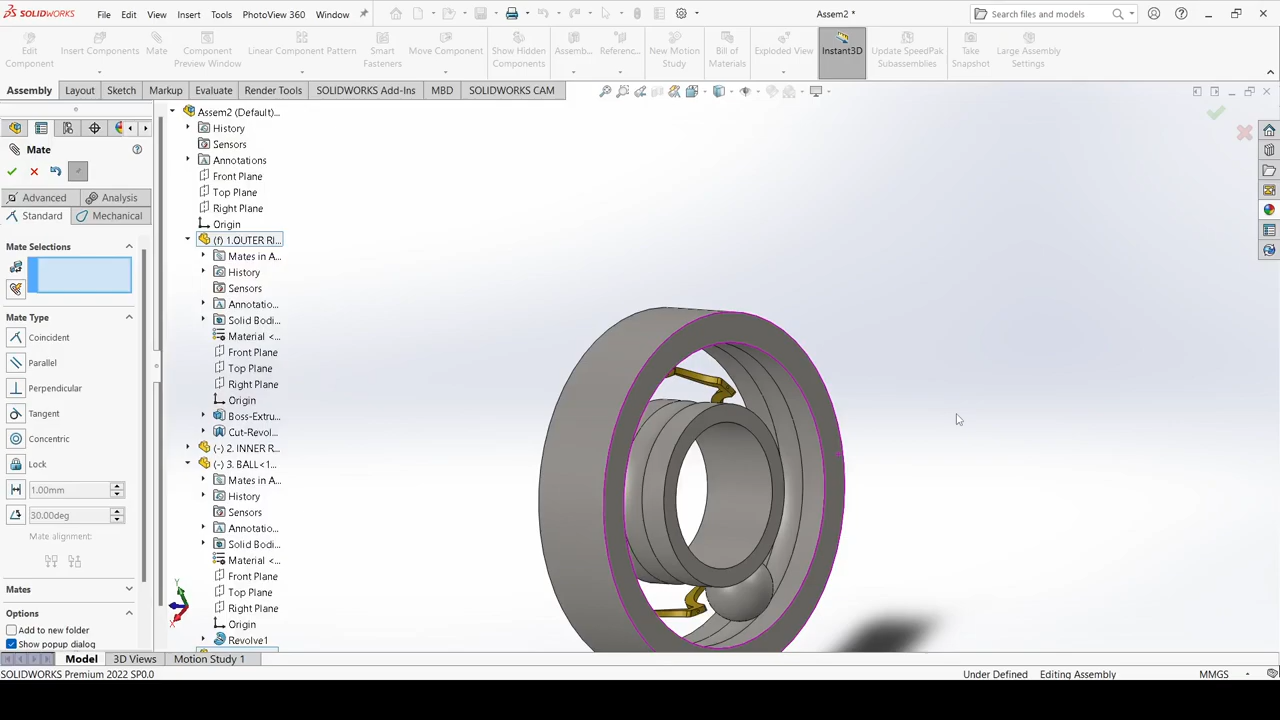 SOLIDWORKS File Edit View Insert Tools PhotoView 360 Window Assem2 * Search files and models
Edit Component
Insert Components
Mate
Component Preview Window
Linear Component Pattern
Smart Fasteners
Move Component
Show Hidden Components
Assemb...
Referenc...
New Motion Study
Bill of Materials
Exploded View
Instant3D
Update SpeedPak Subassemblies
Take Snapshot
Large Assembly Settings
Assembly Layout Sketch Markup Evaluate Render Tools SOLIDWORKS Add-Ins MBD SOLIDWORKS CAM
Mate
Advanced Analysis
Standard Mechanical
Mate Selections
Mate Type
Coincident
Parallel
Perpendicular
Tangent
Concentric
Lock
1.00mm
30.00deg
Mate alignment:
Mates
Options
Add to new folder
Show popup dialog
Assem2 (Default)...
History
Sensors
Annotations
Front Plane
Top Plane
Right Plane
Origin
(f) 1.OUTER RI...
Mates in A...
History
Sensors
Annotatio...
Solid Bodi...
Material <...
Front Plane
Top Plane
Right Plane
Origin
Boss-Extru...
Cut-Revol...
(-) 2. INNER R...
(-) 3. BALL<1...
Mates in A...
History
Sensors
Annotatio...
Solid Bodi...
Material <...
Front Plane
Top Plane
Right Plane
Origin
Revolve1
Y
Z
X
Model 3D Views Motion Study 1
SOLIDWORKS Premium 2022 SP0.0 Under Defined Editing Assembly MMGS